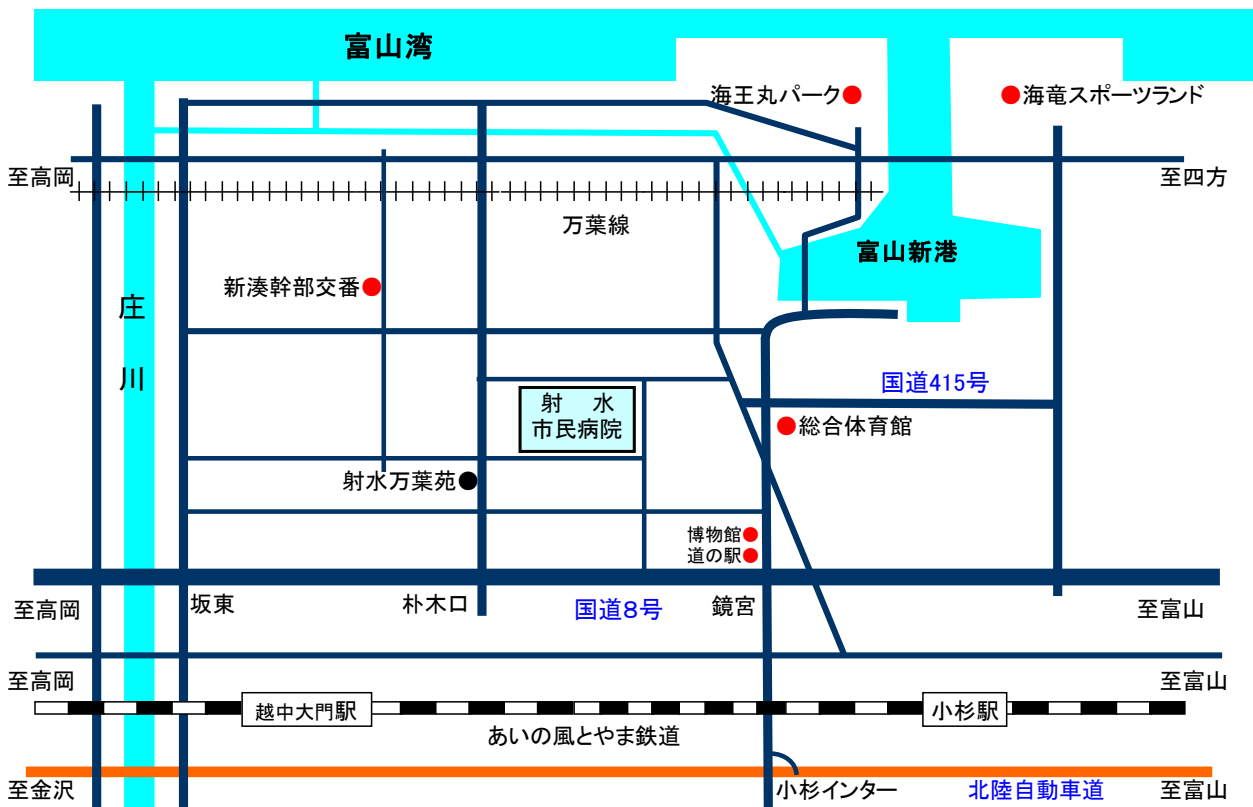 富山湾
海王丸パーク
海竜スポーツランド
至高岡
至四方
万葉線
富山新港
新湊幹部交番
庄川
国道415号
射　水
市民病院
総合体育館
射水万葉苑
博物館
道の駅
至高岡
坂東
朴木口
国道8号
鏡宮
至富山
至高岡
至富山
越中大門駅
小杉駅
あいの風とやま鉄道
至金沢
小杉インター
北陸自動車道
至富山